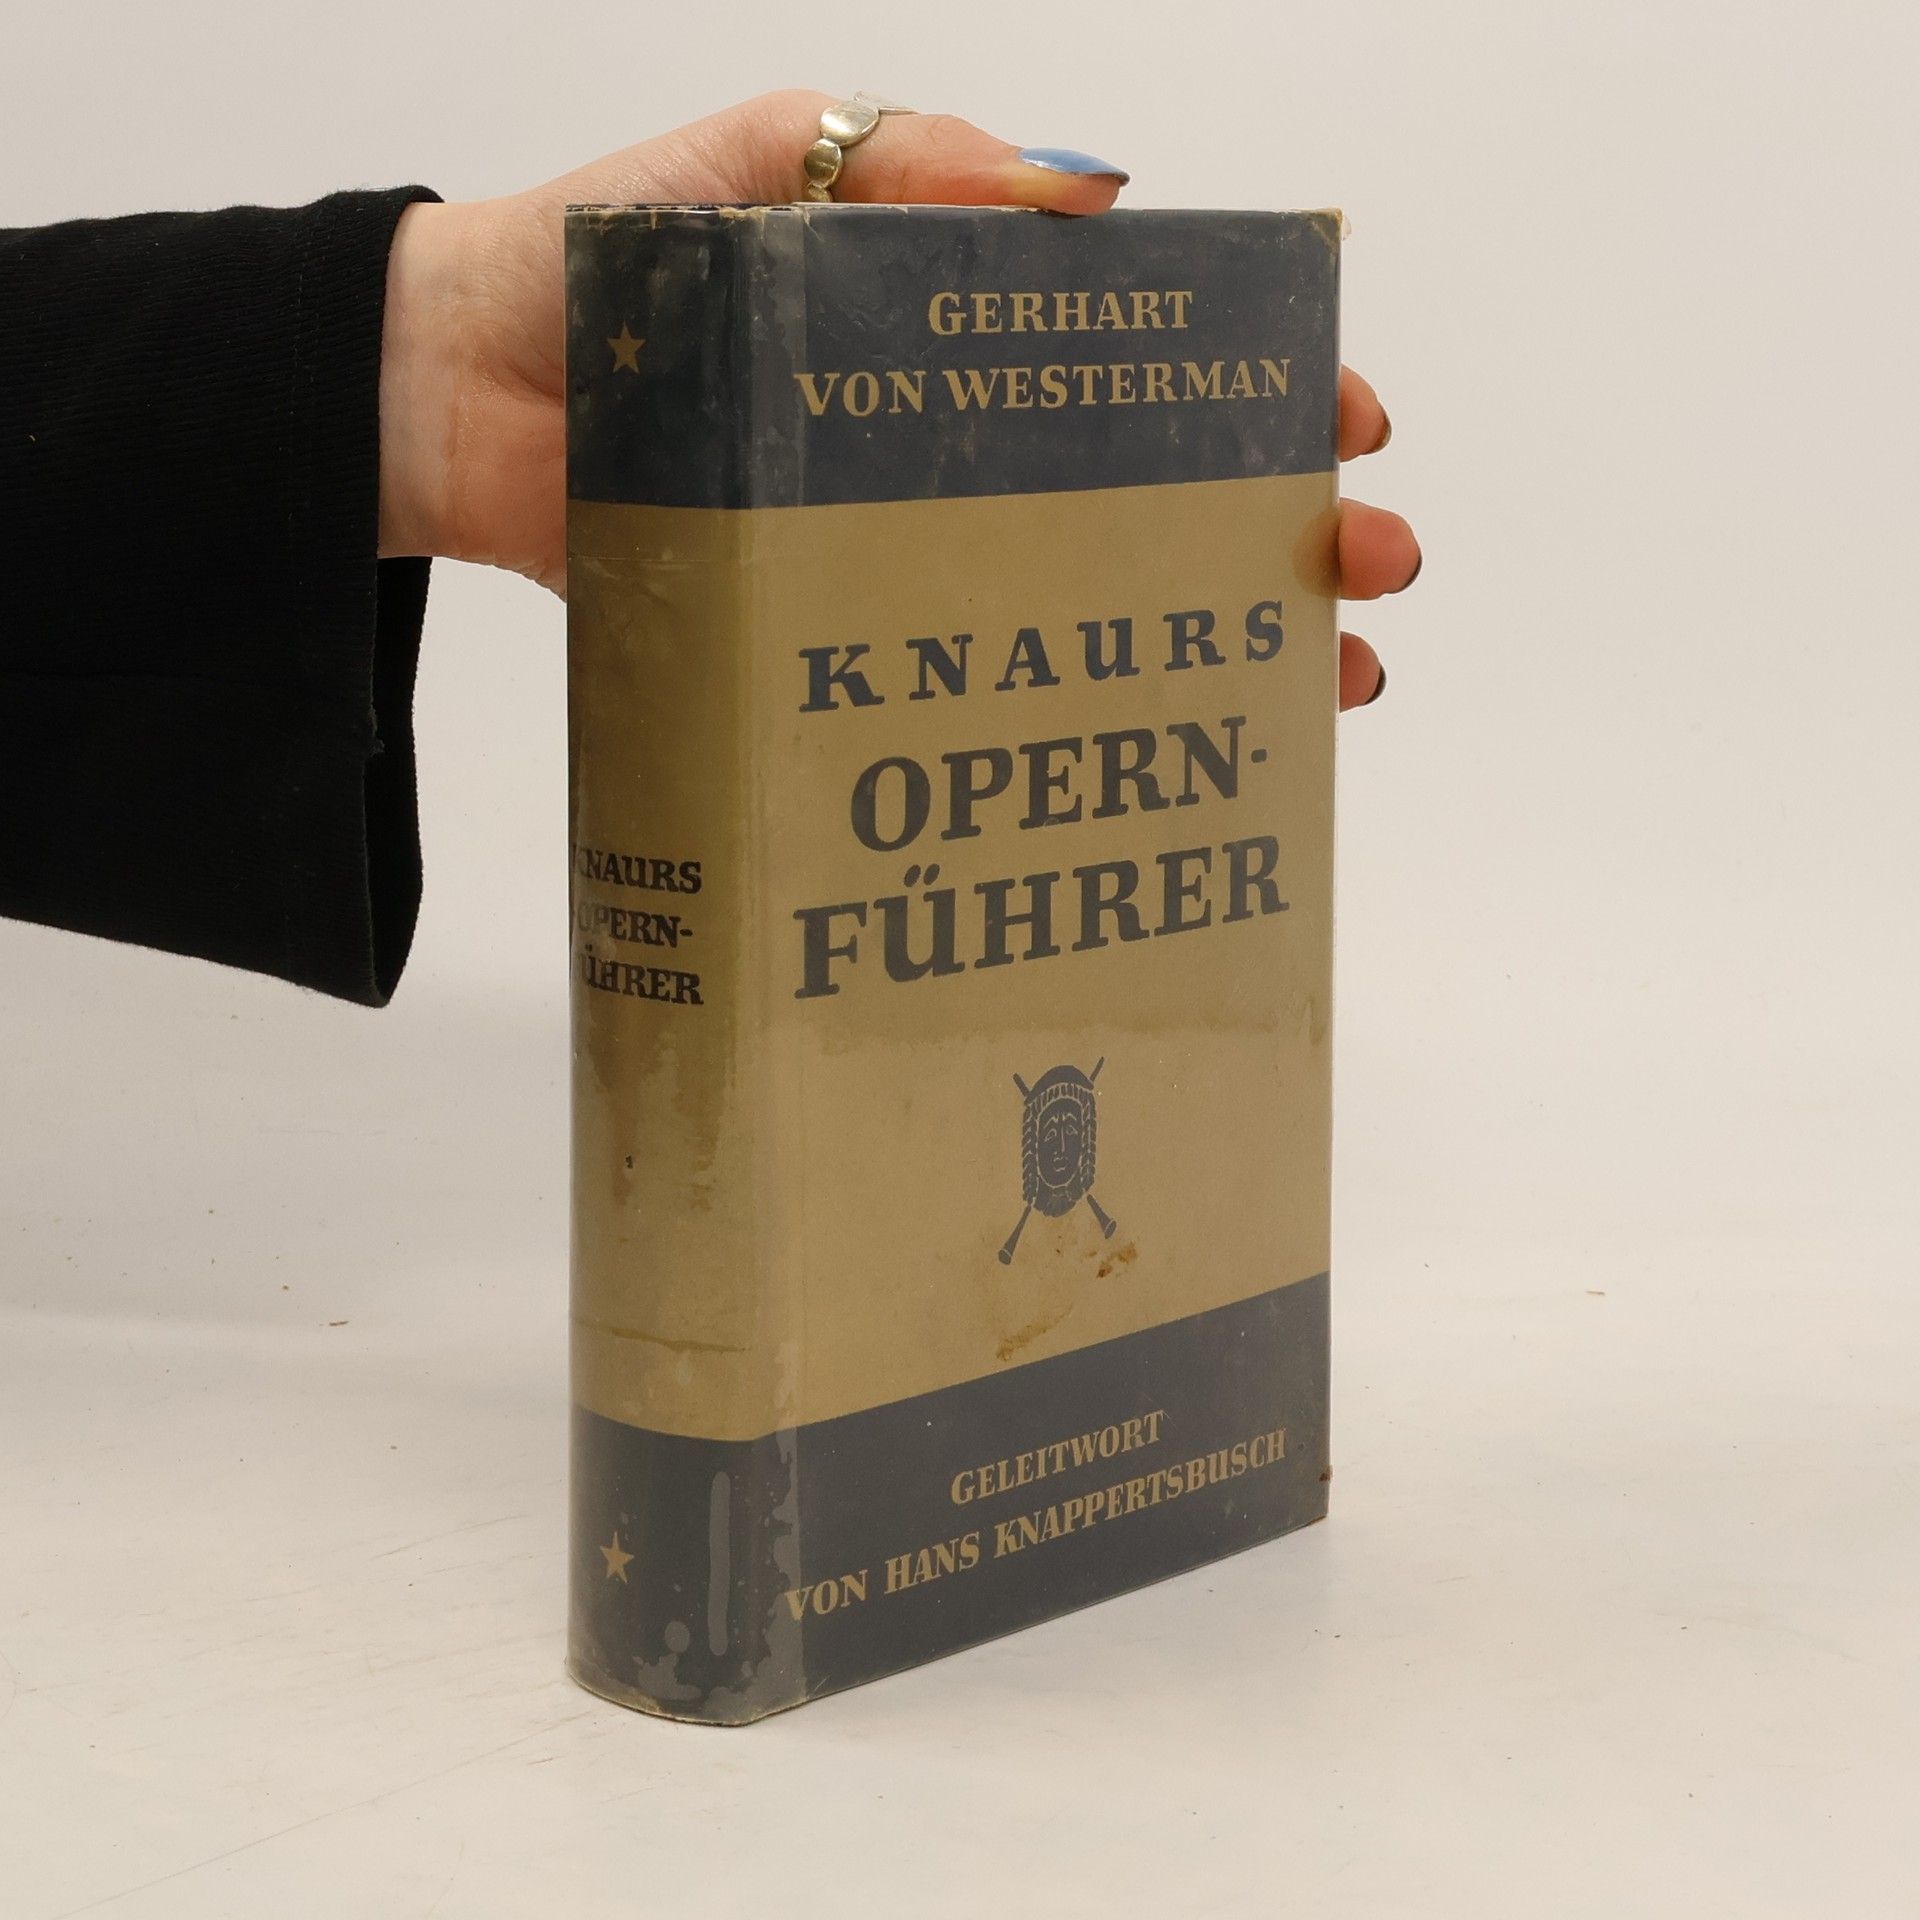 GERHART
VON WESTERMAN
KNAURS
OPERN-
FÜHRER
GELEITWORT
VON HANS KNAPPERTSBUSCH
KNAURS
OPERN-
FÜHRER